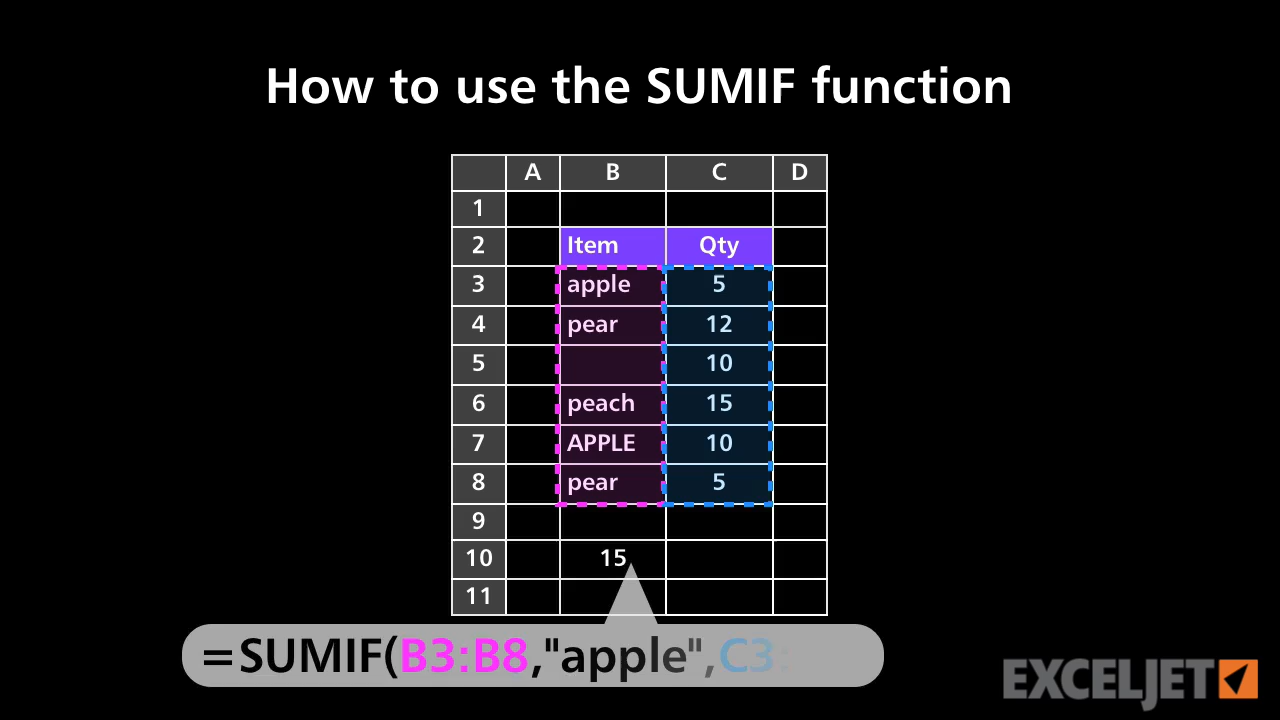 How to use the SUMIF function
A B C D
1
2 Item Qty
3 apple 5
4 pear 12
5 10
6 peach 15
7 APPLE 10
8 pear 5
9
10 15
11
=SUMIF(B3:B8,"apple",C3:
EXCELJET